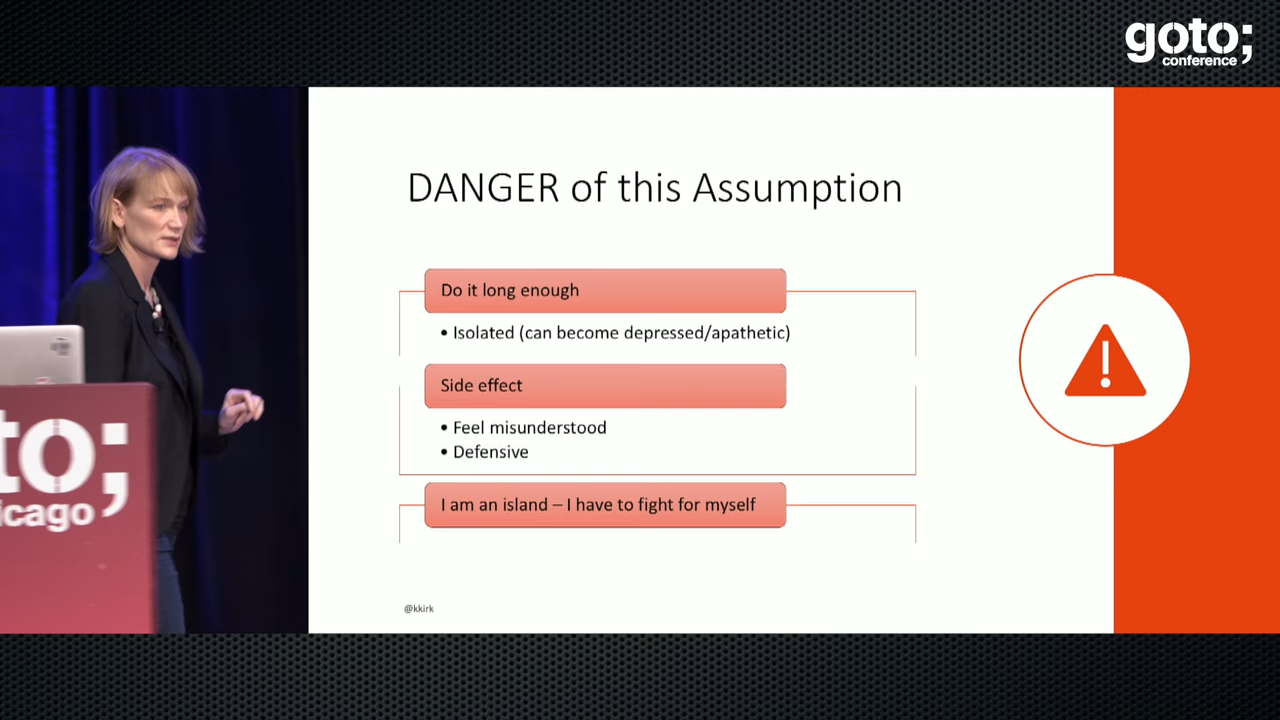 goto;
conference
DANGER of this Assumption
Do it long enough
• Isolated (can become depressed/apathetic)
Side effect
• Feel misunderstood
• Defensive
I am an island – I have to fight for myself
@kkirk
to;
icago